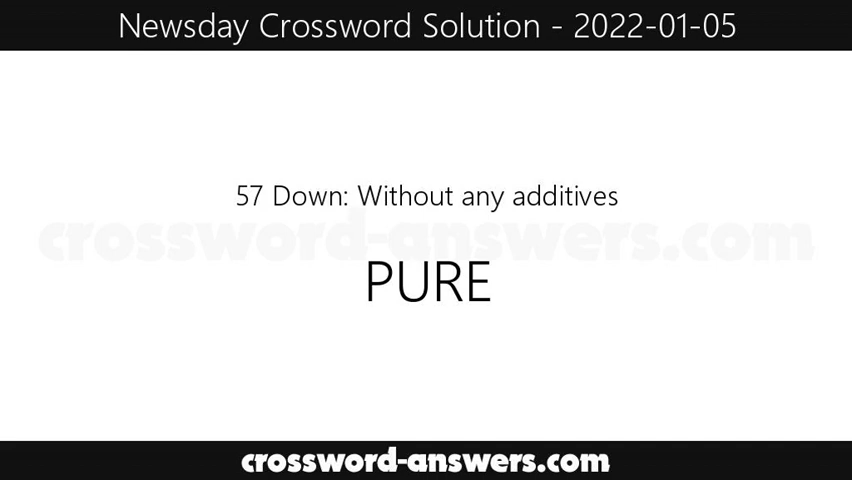 Newsday Crossword Solution - 2022-01-05
57 Down: Without any additives
crossword-answers.com
PURE
crossword-answers.com